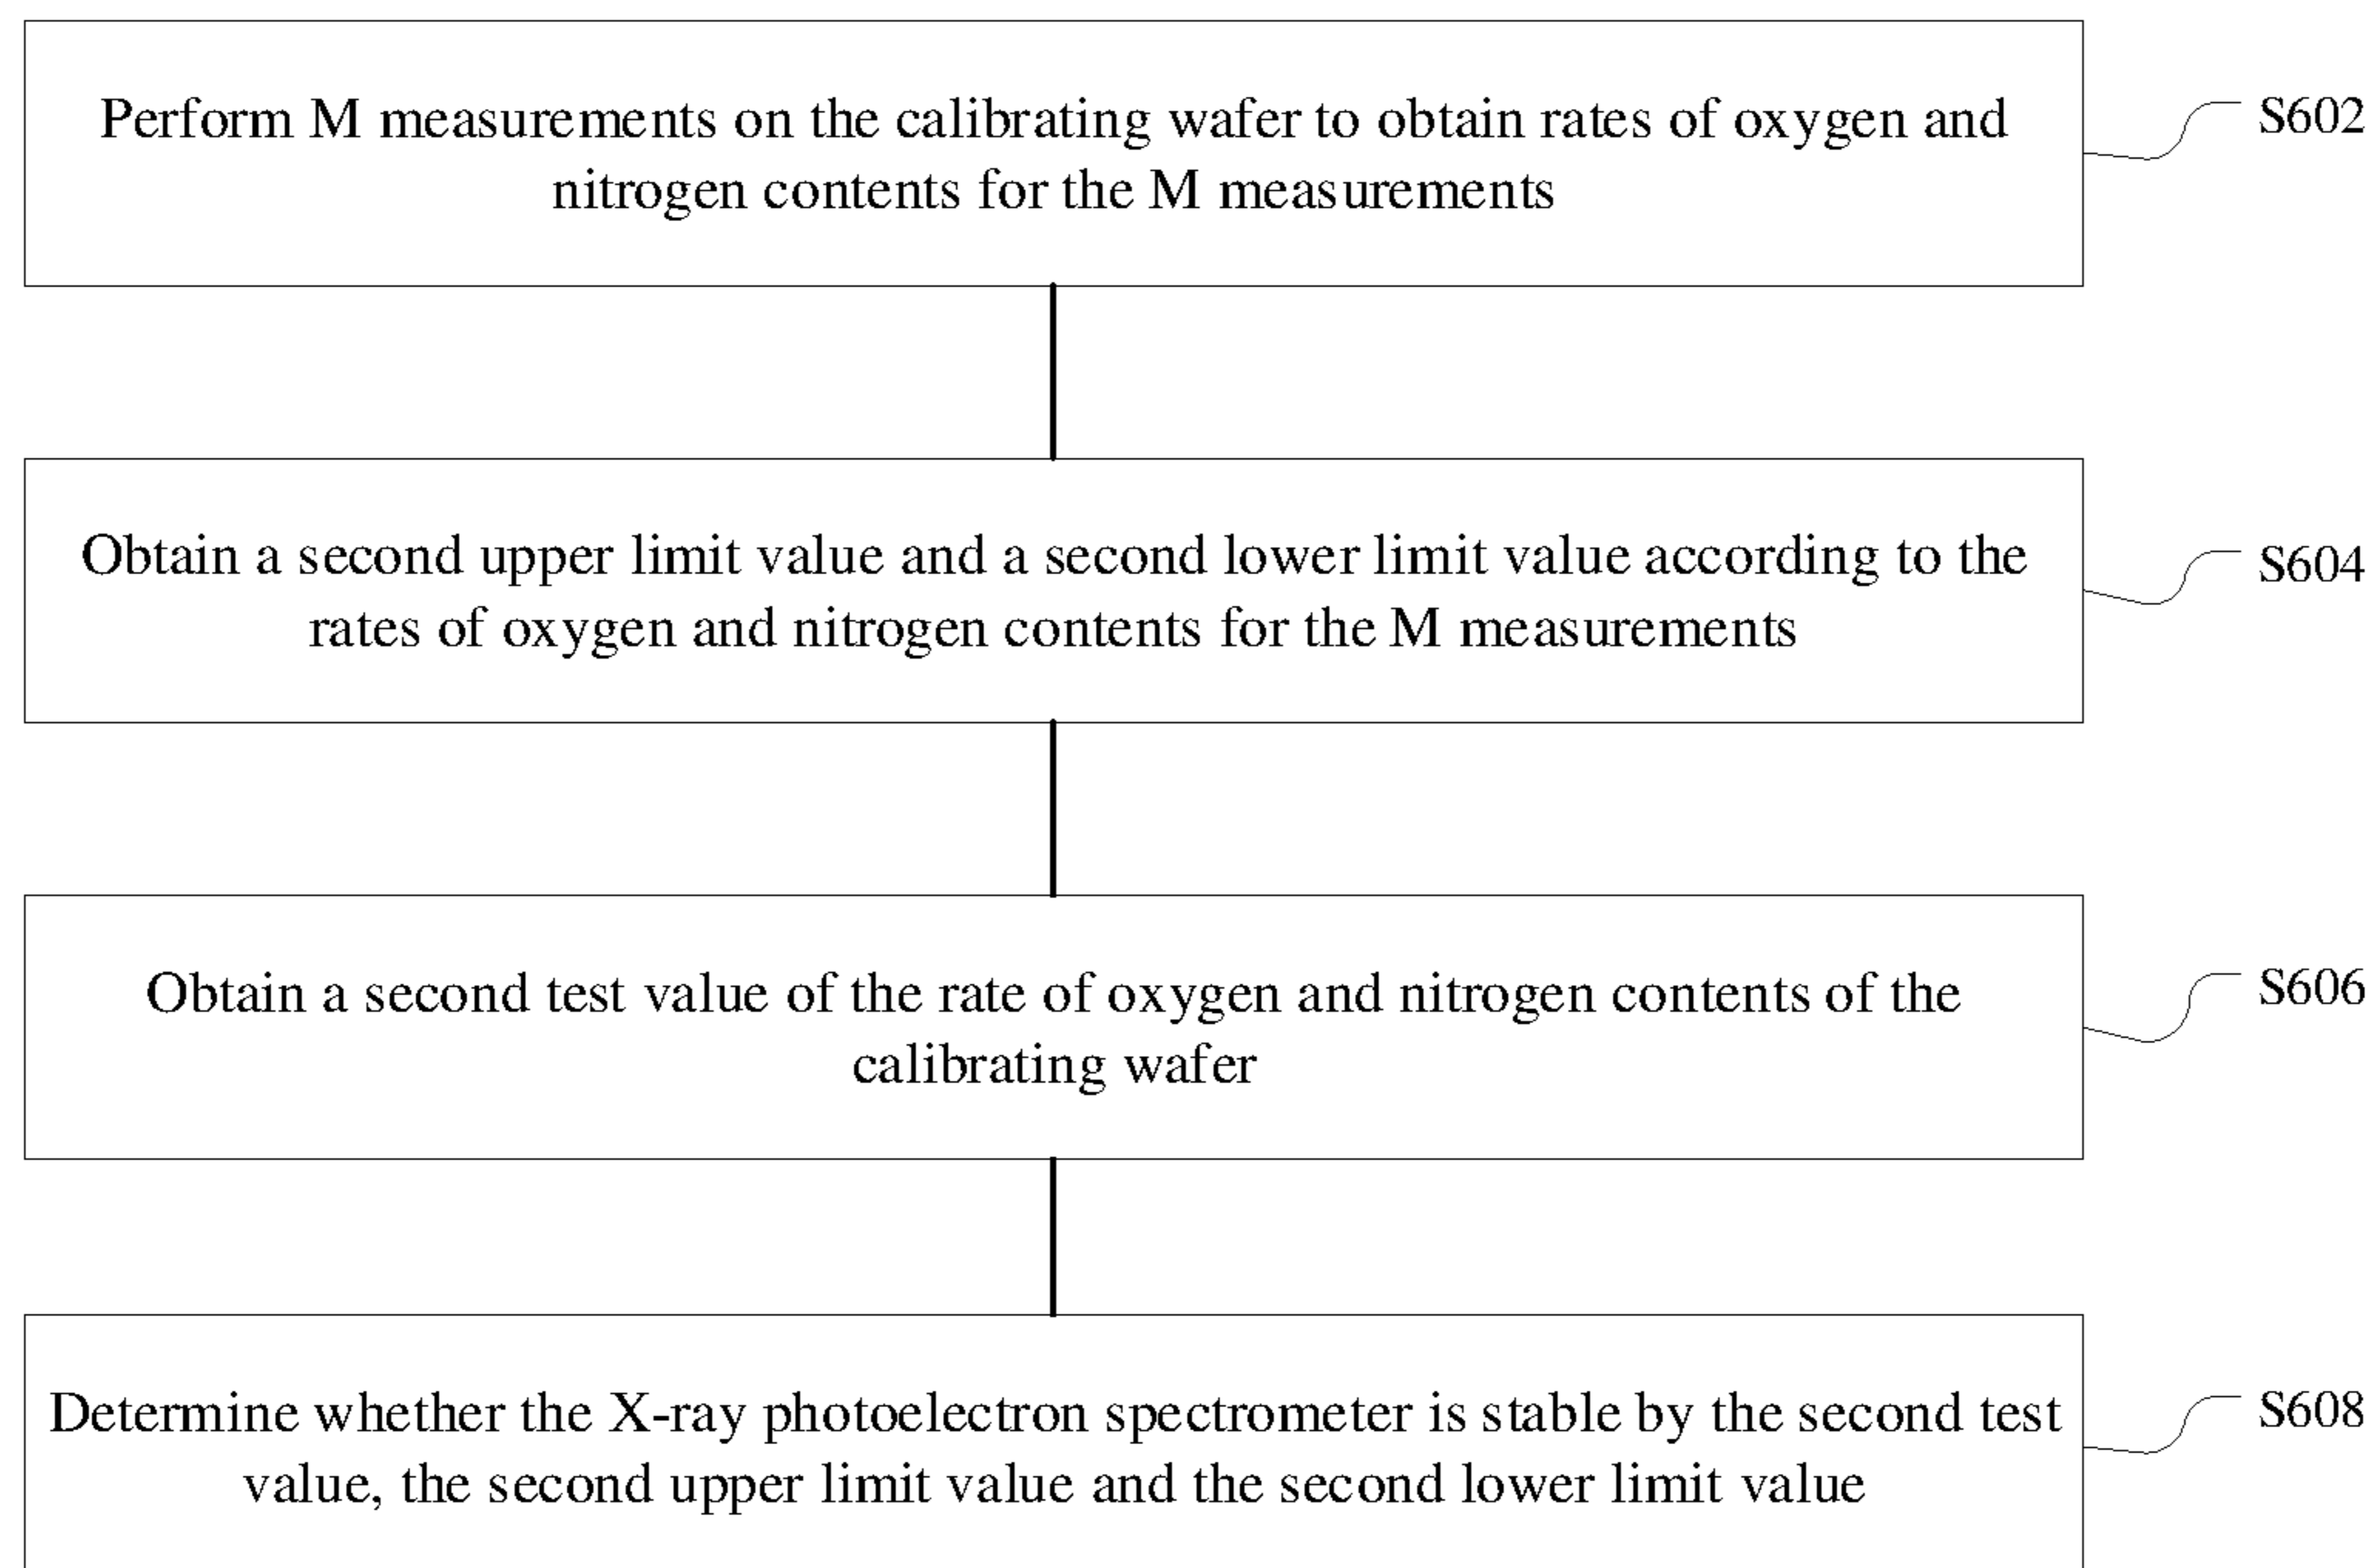 Perform M measurements on the calibrating wafer to obtain rates of oxygen and
nitrogen contents for the M measurements
S602
Obtain a second upper limit value and a second lower limit value according to the
rates of oxygen and nitrogen contents for the M measurements
S604
Obtain a second test value of the rate of oxygen and nitrogen contents of the
calibrating wafer
S606
Determine whether the X-ray photoelectron spectrometer is stable by the second test
value, the second upper limit value and the second lower limit value
S608